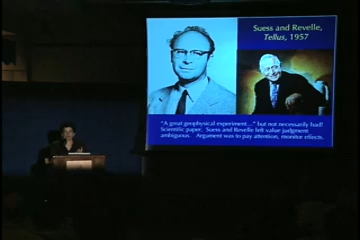 Suess and Revelle,
Tellus, 1957
"A great geophysical experiment..." but not necessarily bad!
Scientific paper. Suess and Revelle left value judgment
ambiguous. Argument was to pay attention, monitor effects.